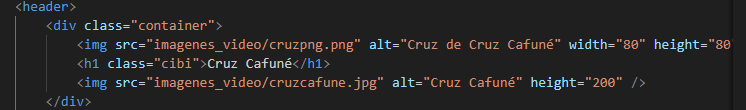 <header>
<div class="container">
<img src="imagenes_video/cruzpng.png" alt="Cruz de Cruz Cafuné" width="80" height="80"
<h1 class="cibi">Cruz Cafuné</h1>
<img src="imagenes_video/cruzcafune.jpg" alt="Cruz Cafuné" height="200" />
</div>